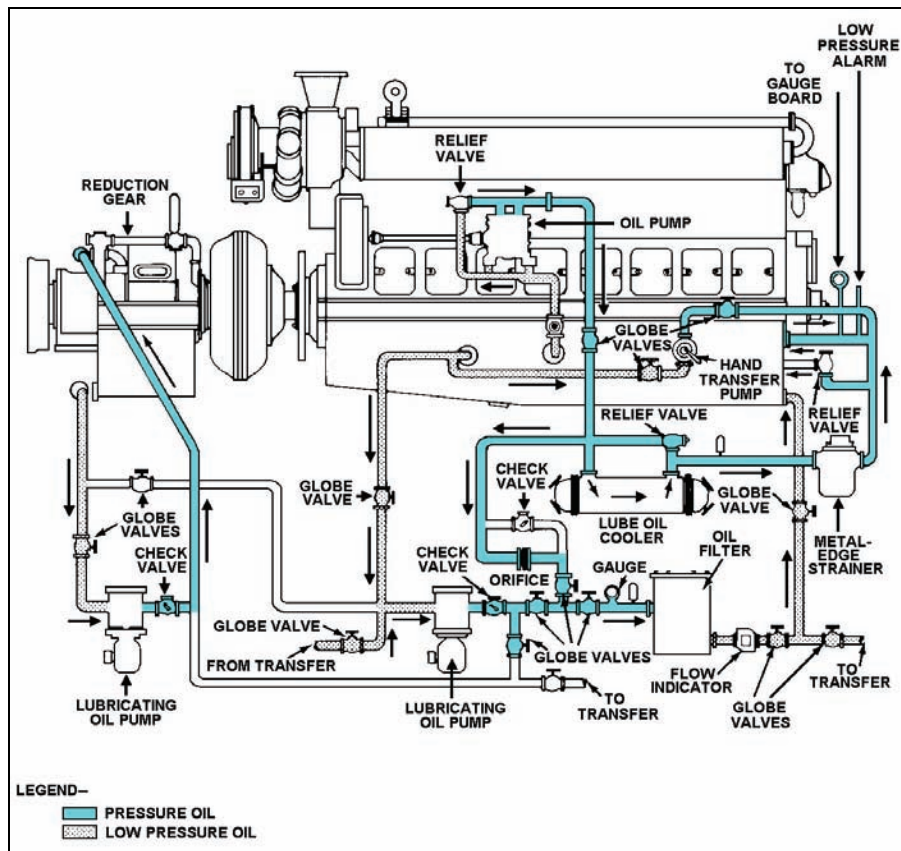 LOW
PRESSURE
ALARM
TO
GAUGE
BOARD
RELIEF
VALVE
REDUCTION
GEAR
OIL PUMP
GLOBE
VALVES
HAND
TRANSFER
PUMP
RELIEF
VALVE
RELIEF VALVE
CHECK
VALVE
GLOBE
VALVE
GLOBE
VALVES
GLOBE
VALVE
LUBE OIL
COOLER
METAL-
EDGE
STRAINER
OIL
FILTER
CHECK
VALVE
CHECK
VALVE
ORIFICE
GAUGE
GLOBE VALVE
FROM TRANSFER
GLOBE VALVES
TO
TRANSFER
FLOW
INDICATOR
GLOBE
VALVES
TO
TRANSFER
LUBRICATING
OIL PUMP
LUBRICATING
OIL PUMP
LEGEND–
PRESSURE OIL
LOW PRESSURE OIL